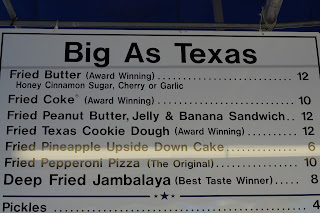 Big As Texas
Fried Butter (Award Winning)..........................12
Honey Cinnamon Sugar, Cherry or Garlic
Fried Coke® (Award Winning)..........................10
Fried Peanut Butter, Jelly & Banana Sandwich..12
Fried Texas Cookie Dough (Award Winning)..........12
Fried Pineapple Upside Down Cake................6
Fried Pepperoni Pizza (The Original)................10
Deep Fried Jambalaya (Best Taste Winner).....8
Pickles..........................4